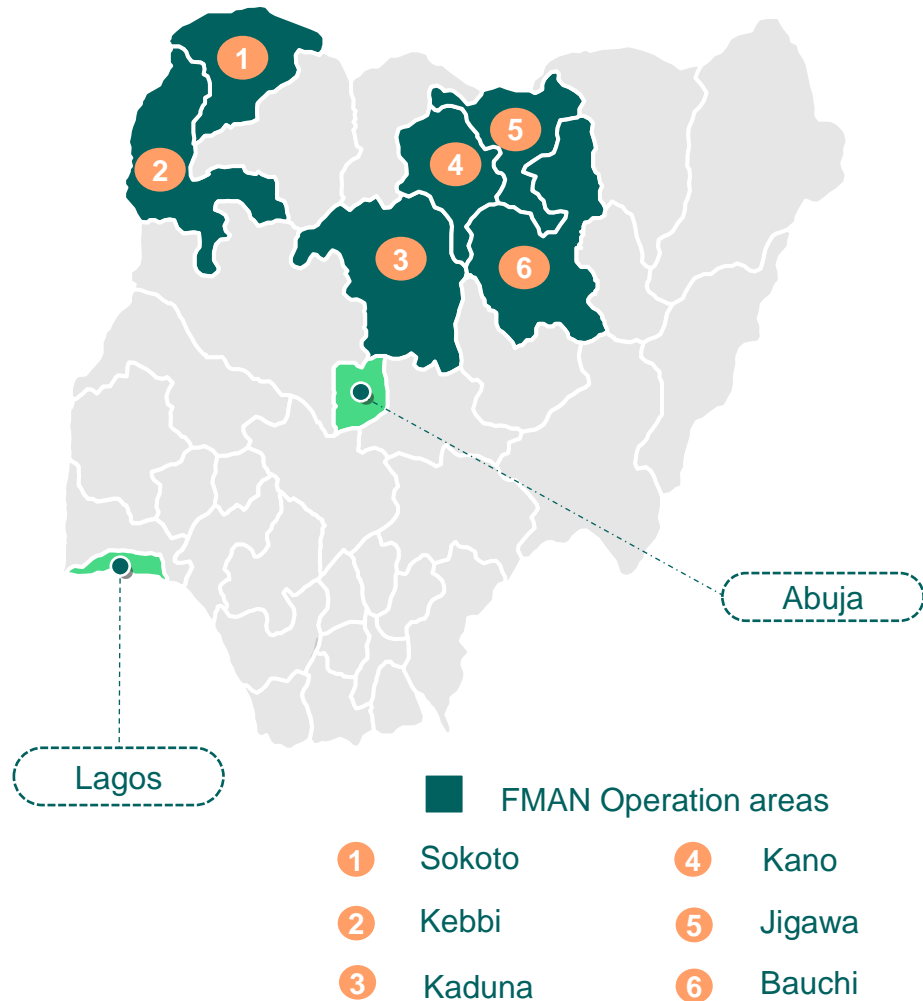 1
2
5
4
3
6
Abuja
Lagos
FMAN Operation areas
1 Sokoto
4 Kano
2 Kebbi
5 Jigawa
3 Kaduna
6 Bauchi